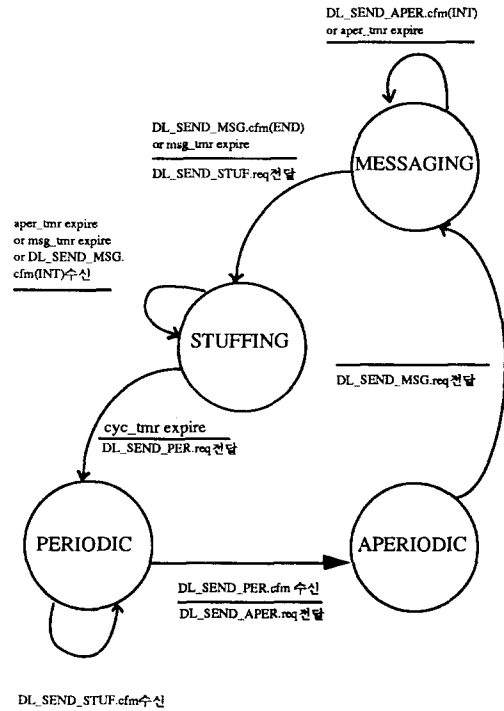 DL_SEND_APER.cfm(INT)
or aper_tmr expire
MESSAGING
DL_SEND_MSG.cfm(END)
or msg_tmr expire
DL_SEND_STUF.req전달
aper_tmr expire
or msg_tmr expire
or DL_SEND_MSG.
cfm(INT)수신
STUFFING
DL_SEND_MSG.req전달
cyc_tmr expire
DL_SEND_PER.req전달
PERIODIC
APERIODIC
DL_SEND_PER.cfm 수신
DL_SEND_APER.req전달
DL_SEND_STUF.cfm수신